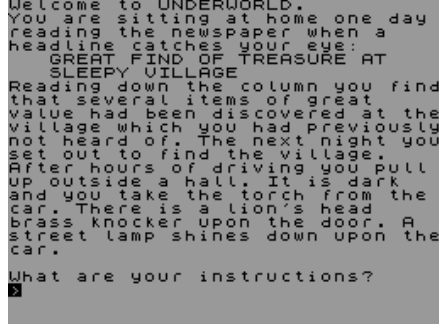 Welcome to UNDERWORLD.
You are sitting at home one day
reading the newspaper when a
headline catches your eye:
GREAT FIND OF TREASURE AT
SLEEPY VILLAGE
Reading down the column you find
that several items of great
value had been discovered at the
village which you had previously
not heard of. The next night you
set out to find the village.
After hours of driving you pull
up outside a hall. It is dark
and you take the torch from the
car. There is a lion's head
brass knocker upon the door. A
street lamp shines down upon the
car.
What are your instructions?
>